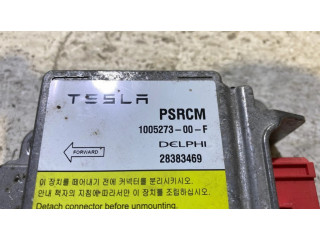 TESLA
PSRCM
1005273-00-F
FORWARD
DELPHI
28383469
이 장치를 떼어내기 전에 커넥터를 분리시키시오.
안내 책자의 지침에 따라서만 이 장치를 조립하십시오.
Detach connector before unmounting.